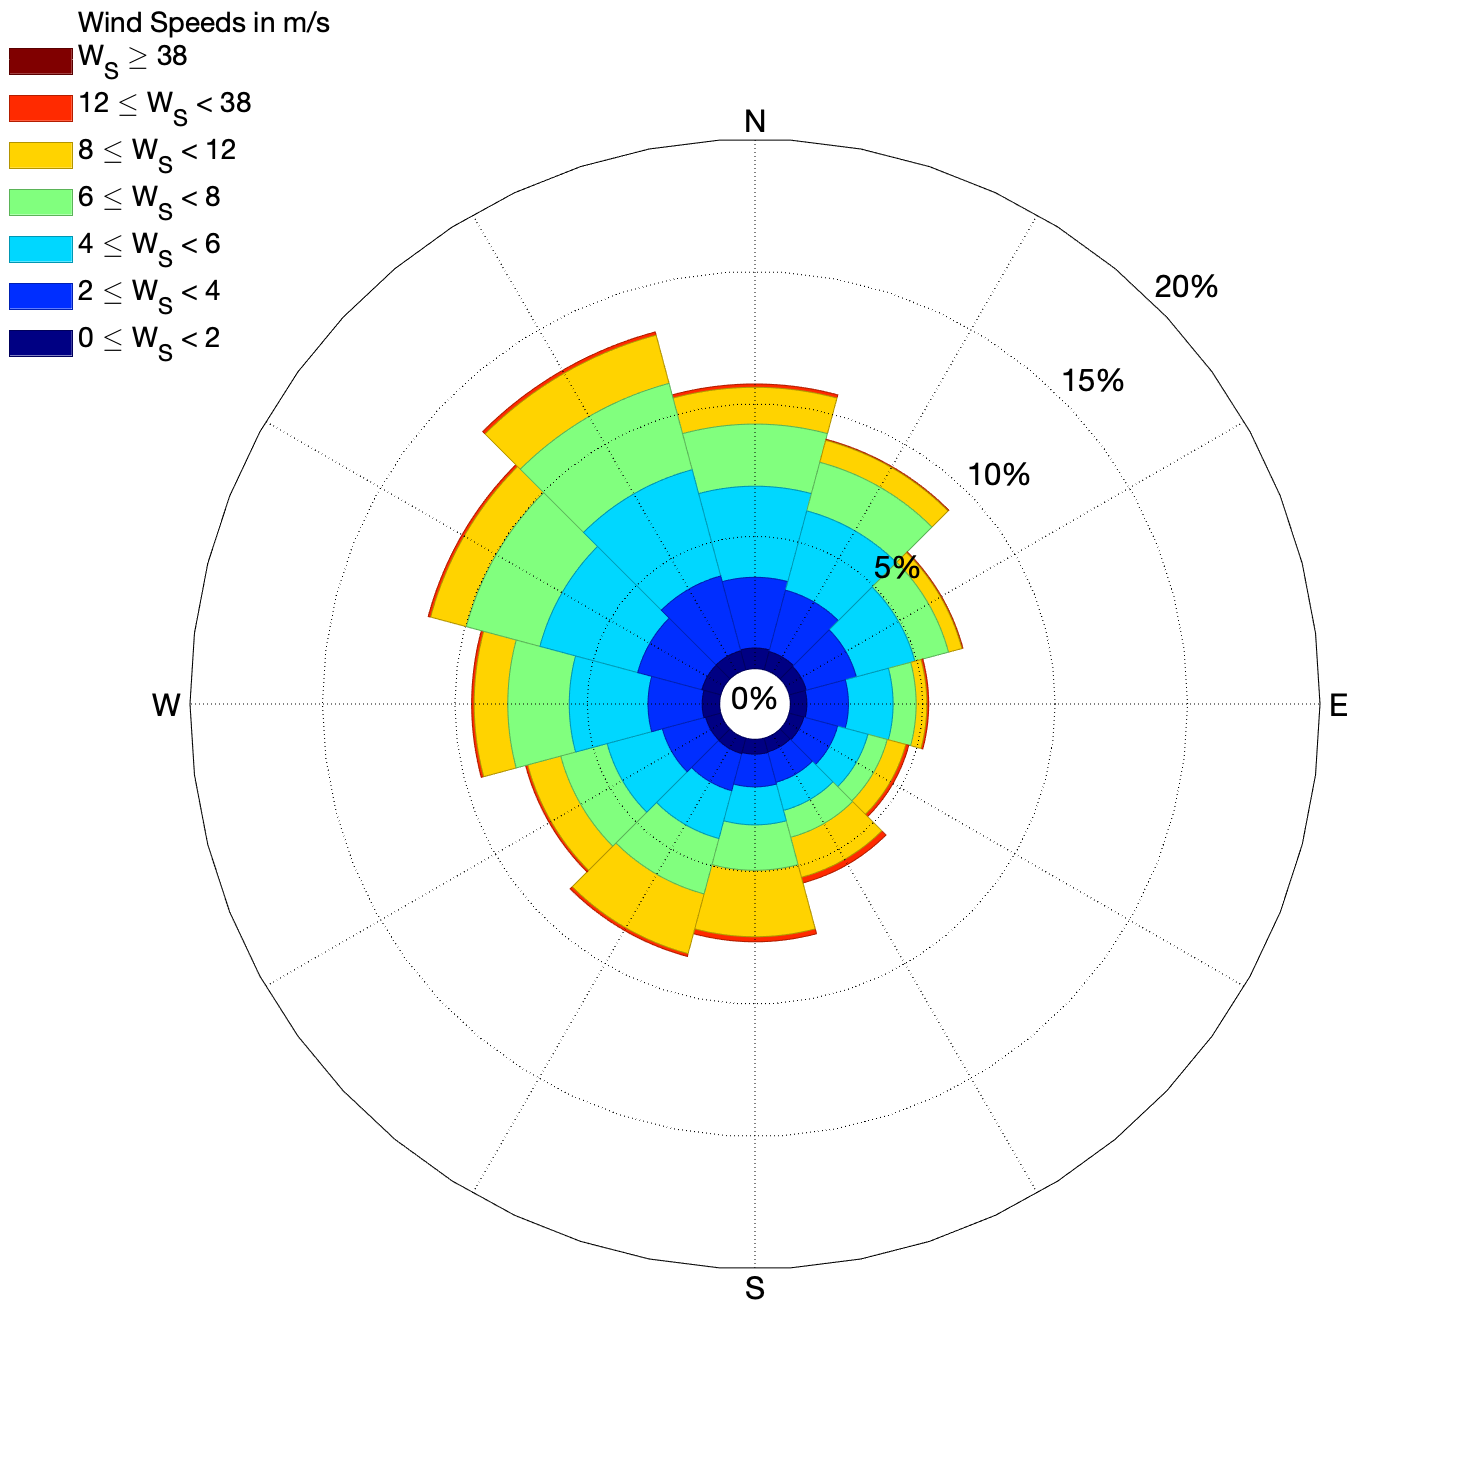 Wind Speeds in m/s
W_S ≥ 38
12 ≤ W_S < 38
8 ≤ W_S < 12
6 ≤ W_S < 8
4 ≤ W_S < 6
2 ≤ W_S < 4
0 ≤ W_S < 2
N
20%
15%
10%
5%
0%
W
E
S